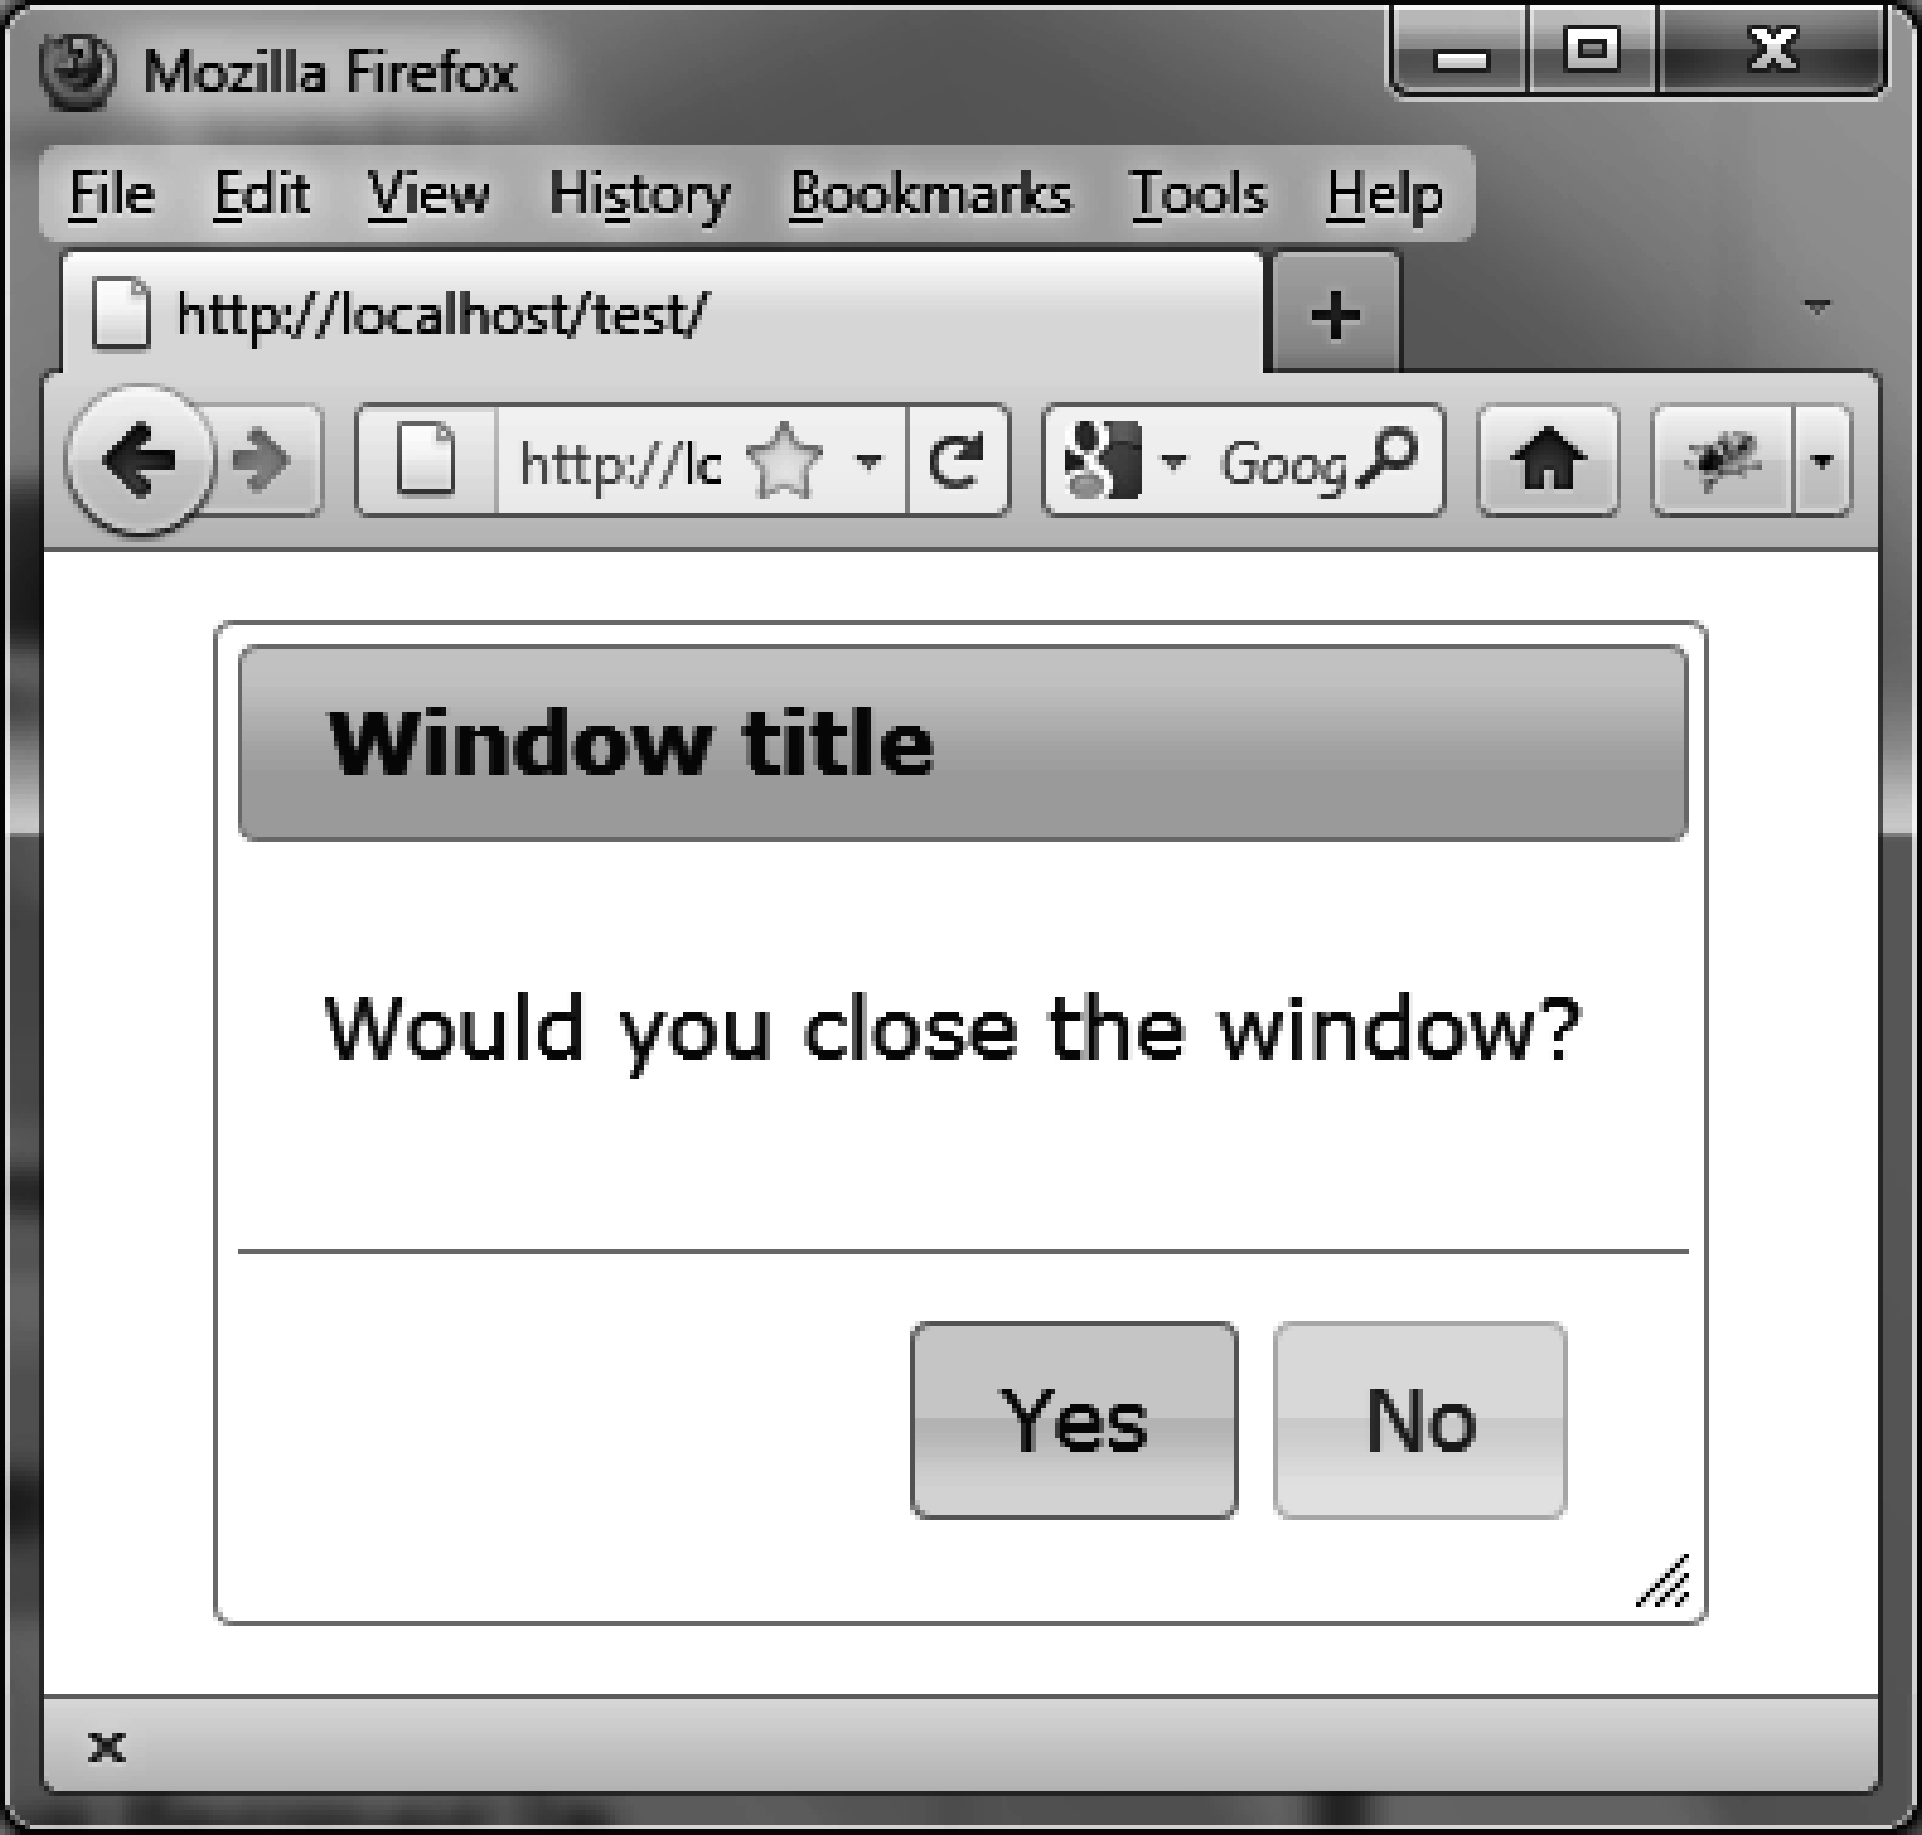 Mozilla Firefox
File Edit View History Bookmarks Tools Help
http://localhost/test/
http://lc Goog
Window title
Would you close the window?
Yes No
x